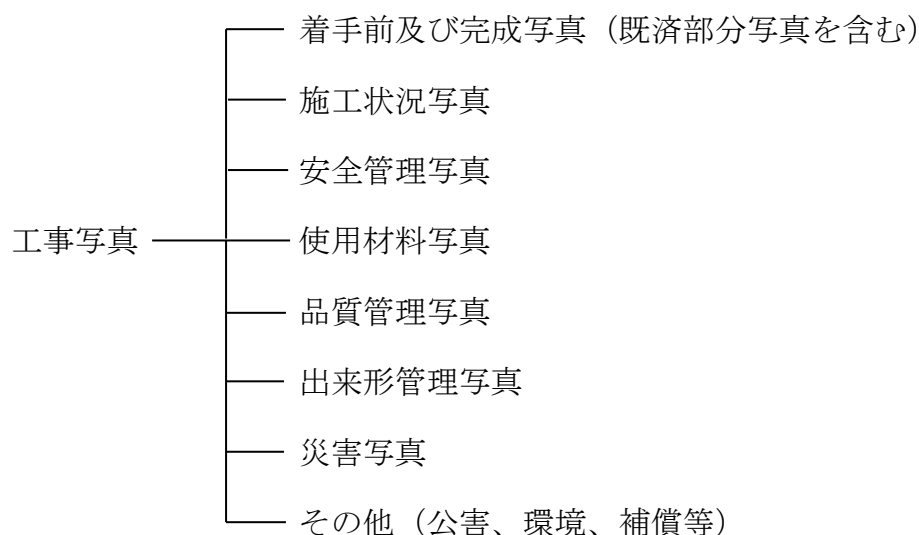 着手前及び完成写真（既済部分写真を含む）
施工状況写真
安全管理写真
工事写真
使用材料写真
品質管理写真
出来形管理写真
災害写真
その他（公害、環境、補償等）